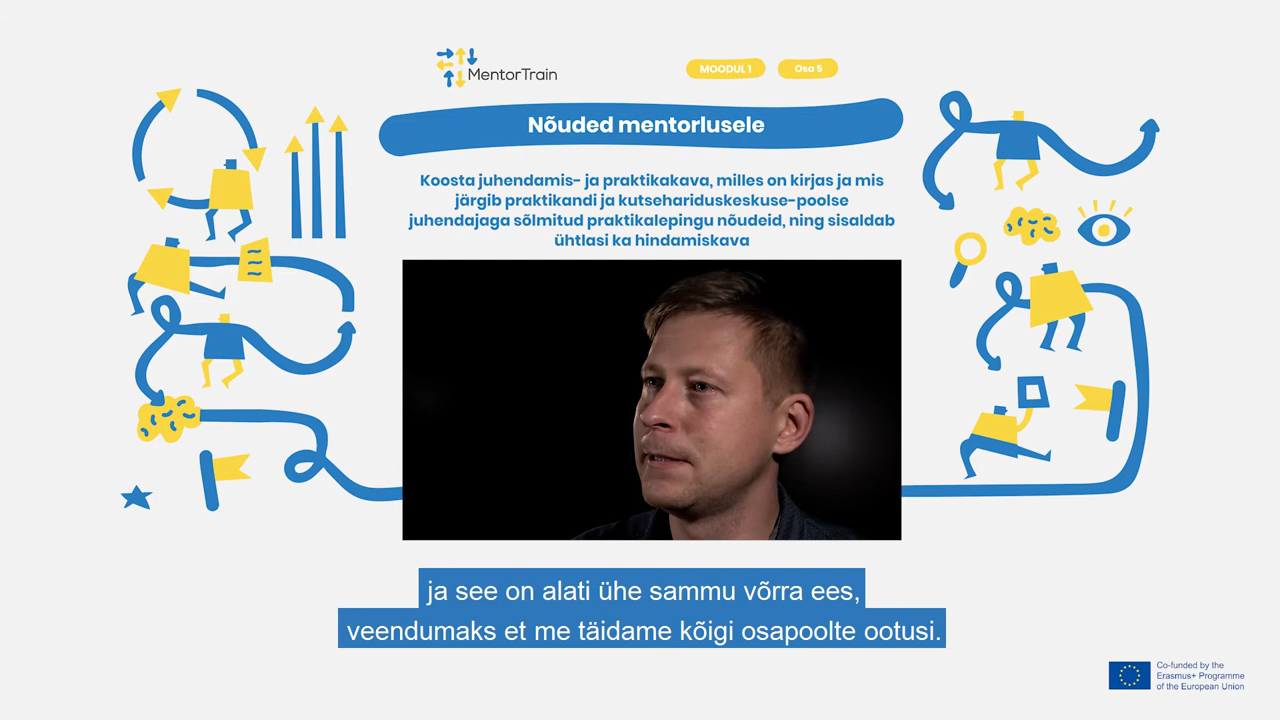 MentorTrain
MOODUL 1
Osa 5
Nõuded mentorlusele
Koosta juhendamis- ja praktikakava, milles on kirjas ja mis
järgib praktikandi ja kutsehariduskeskuse-poolse
juhendajaga sõlmitud praktikalepingu nõudeid, ning sisaldab
ühtlasi ka hindamiskava
ja see on alati ühe sammu võrra ees,
veendumaks et me täidame kõigi osapoolte ootusi.
Co-funded by the
Erasmus+ Programme
of the European Union